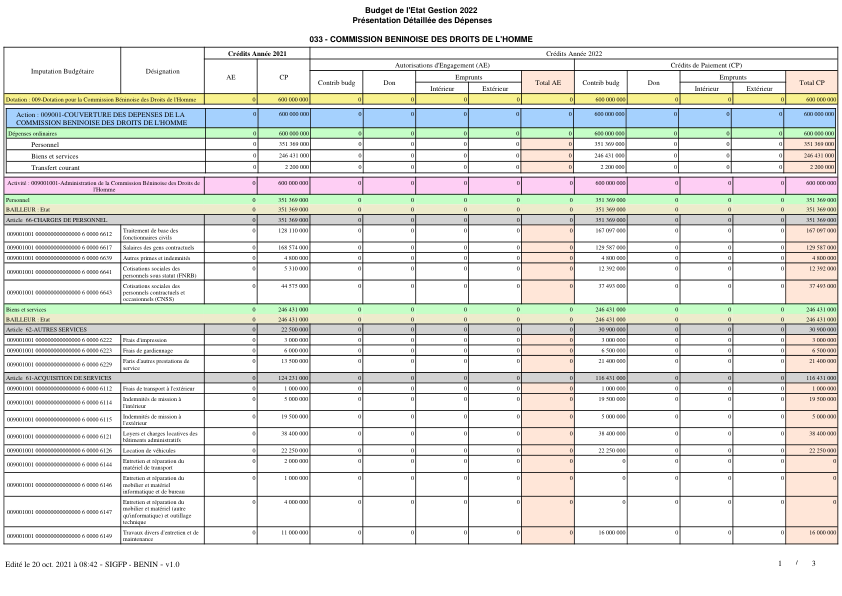 Budget de l'Etat Gestion 2022
Présentation Détaillée des Dépenses
033 - COMMISSION BENINOISE DES DROITS DE L'HOMME
Imputation Budgétaire Désignation Crédits Année 2021 Crédits Année 2022
AE CP Autorisations d'Engagement (AE) Crédits de Paiement (CP)
Contrib budg Don Emprunts Total AE Contrib budg Don Emprunts Total CP
Intérieur Extérieur Intérieur Extérieur
Dotation : 009-Dotation pour la Commission Béninoise des Droits de l'Homme 0 600 000 000 0 0 0 0 0 600 000 000 0 0 0 600 000 000
Action : 009001-COUVERTURE DES DEPENSES DE LA 0 600 000 000 0 0 0 0 0 600 000 000 0 0 0 600 000 000
COMMISSION BENINOISE DES DROITS DE L'HOMME
Dépenses ordinaires 0 600 000 000 0 0 0 0 0 600 000 000 0 0 0 600 000 000
Personnel 0 351 369 000 0 0 0 0 0 351 369 000 0 0 0 351 369 000
Biens et services 0 246 431 000 0 0 0 0 0 246 431 000 0 0 0 246 431 000
Transfert courant 0 2 200 000 0 0 0 0 0 2 200 000 0 0 0 2 200 000
Activité : 009001001-Administration de la Commission Béninoise des Droits de 0 600 000 000 0 0 0 0 0 600 000 000 0 0 0 600 000 000
l'Homme
Personnel 0 351 369 000 0 0 0 0 0 351 369 000 0 0 0 351 369 000
BAILLEUR : Etat 0 351 369 000 0 0 0 0 0 351 369 000 0 0 0 351 369 000
Article 66-CHARGES DE PERSONNEL 0 351 369 000 0 0 0 0 0 351 369 000 0 0 0 351 369 000
009001001 0000000000000000 6 0000 6612 Traitement de base des 0 128 110 000 0 0 0 0 0 167 097 000 0 0 0 167 097 000
fonctionnaires civils
009001001 0000000000000000 6 0000 6617 Salaires des gens contractuels 0 168 574 000 0 0 0 0 0 129 587 000 0 0 0 129 587 000
009001001 0000000000000000 6 0000 6639 Autres primes et indemnités 0 4 800 000 0 0 0 0 0 4 800 000 0 0 0 4 800 000
009001001 0000000000000000 6 0000 6641 Cotisations sociales des 0 5 310 000 0 0 0 0 0 12 392 000 0 0 0 12 392 000
personnels sous statut (FNRB)
009001001 0000000000000000 6 0000 6643 Cotisations sociales des 0 44 575 000 0 0 0 0 0 37 493 000 0 0 0 37 493 000
personnels contractuels et
occasionnels (CNSS)
Biens et services 0 246 431 000 0 0 0 0 0 246 431 000 0 0 0 246 431 000
BAILLEUR : Etat 0 246 431 000 0 0 0 0 0 246 431 000 0 0 0 246 431 000
Article 62-AUTRES SERVICES 0 22 500 000 0 0 0 0 0 30 900 000 0 0 0 30 900 000
009001001 0000000000000000 6 0000 6222 Frais d'impression 0 3 000 000 0 0 0 0 0 3 000 000 0 0 0 3 000 000
009001001 0000000000000000 6 0000 6223 Frais de gardiennage 0 6 000 000 0 0 0 0 0 6 500 000 0 0 0 6 500 000
009001001 0000000000000000 6 0000 6229 Faris d'autres prestations de 0 13 500 000 0 0 0 0 0 21 400 000 0 0 0 21 400 000
service
Article 61-ACQUISITION DE SERVICES 0 124 231 000 0 0 0 0 0 116 431 000 0 0 0 116 431 000
009001001 0000000000000000 6 0000 6112 Frais de transport à l'extérieur 0 1 000 000 0 0 0 0 0 1 000 000 0 0 0 1 000 000
009001001 0000000000000000 6 0000 6114 Indemnités de mission à 0 5 000 000 0 0 0 0 0 19 500 000 0 0 0 19 500 000
l'intérieur
009001001 0000000000000000 6 0000 6115 Indemnités de mission à 0 19 500 000 0 0 0 0 0 5 000 000 0 0 0 5 000 000
l'extérieur
009001001 0000000000000000 6 0000 6121 Loyers et charges locatives des 0 38 400 000 0 0 0 0 0 38 400 000 0 0 0 38 400 000
bâtiments administratifs
009001001 0000000000000000 6 0000 6126 Location de véhicules 0 22 250 000 0 0 0 0 0 22 250 000 0 0 0 22 250 000
009001001 0000000000000000 6 0000 6144 Entretien et réparation du 0 2 000 000 0 0 0 0 0 0 0 0 0 0
matériel de transport
009001001 0000000000000000 6 0000 6146 Entretien et réparation du 0 1 000 000 0 0 0 0 0 0 0 0 0 0
mobilier et matériel
informatique et de bureau
009001001 0000000000000000 6 0000 6147 Entretien et réparation du 0 4 000 000 0 0 0 0 0 0 0 0 0 0
mobilier et matériel (autre
qu'informatique) et outillage
technique
009001001 0000000000000000 6 0000 6149 Travaux divers d'entretien et de 0 11 000 000 0 0 0 0 0 16 000 000 0 0 0 16 000 000
maintenance
Edité le 20 oct. 2021 à 08:42 - SIGFP - BENIN - v1.0 1 / 3